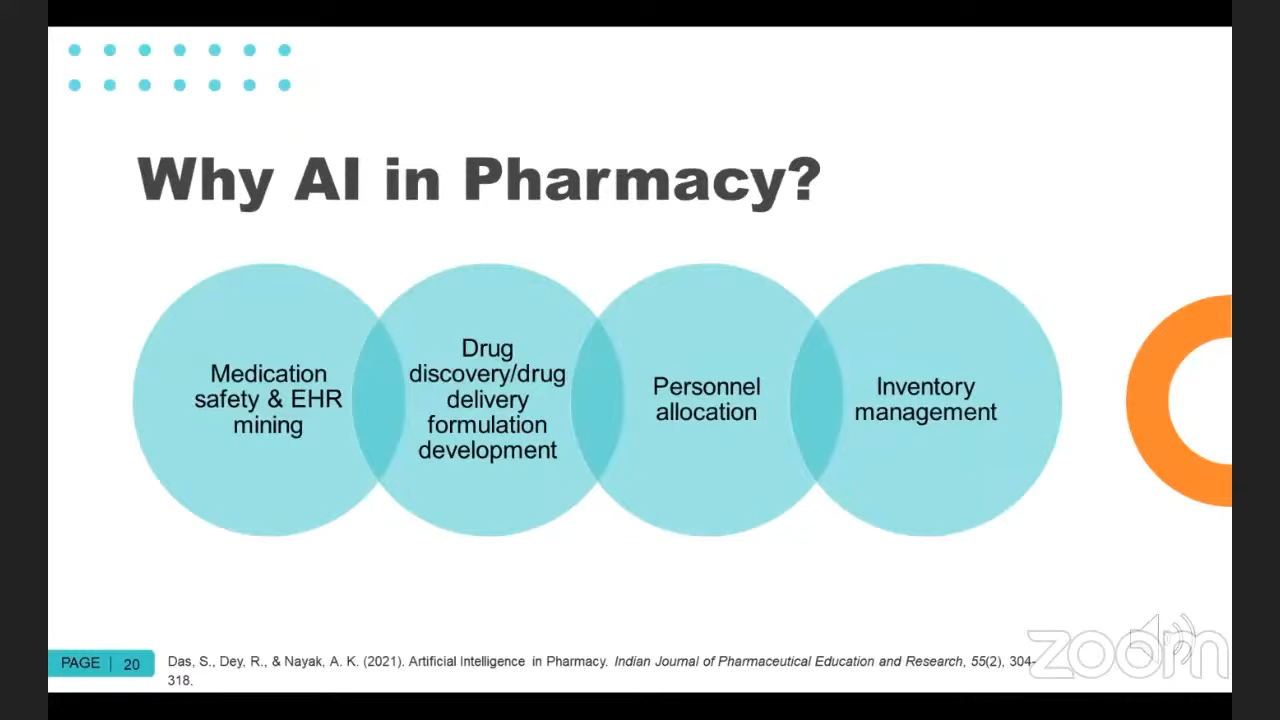 Why AI in Pharmacy?
Medication
safety & EHR
mining
Drug
discovery/drug
delivery
formulation
development
Personnel
allocation
Inventory
management
PAGE | 20
Das, S., Dey, R., & Nayak, A. K. (2021). Artificial Intelligence in Pharmacy. Indian Journal of Pharmaceutical Education and Research, 55(2), 304-
318.
zoom